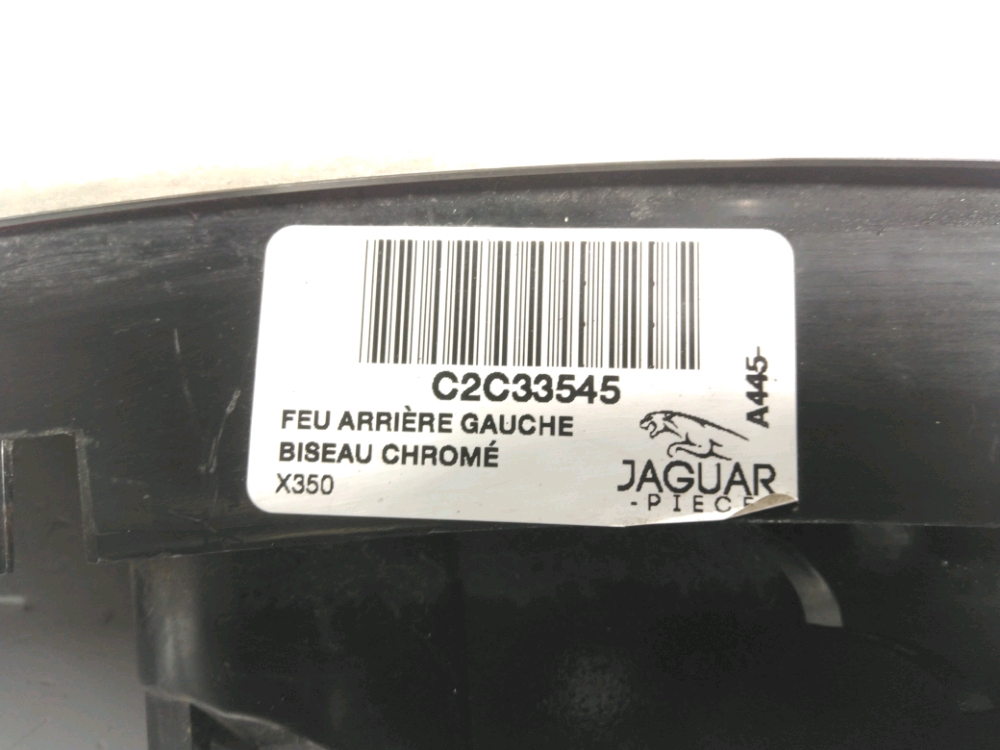 C2C33545
FEU ARRIÈRE GAUCHE
BISEAU CHROMÉ
X350
JAGUAR
A445-